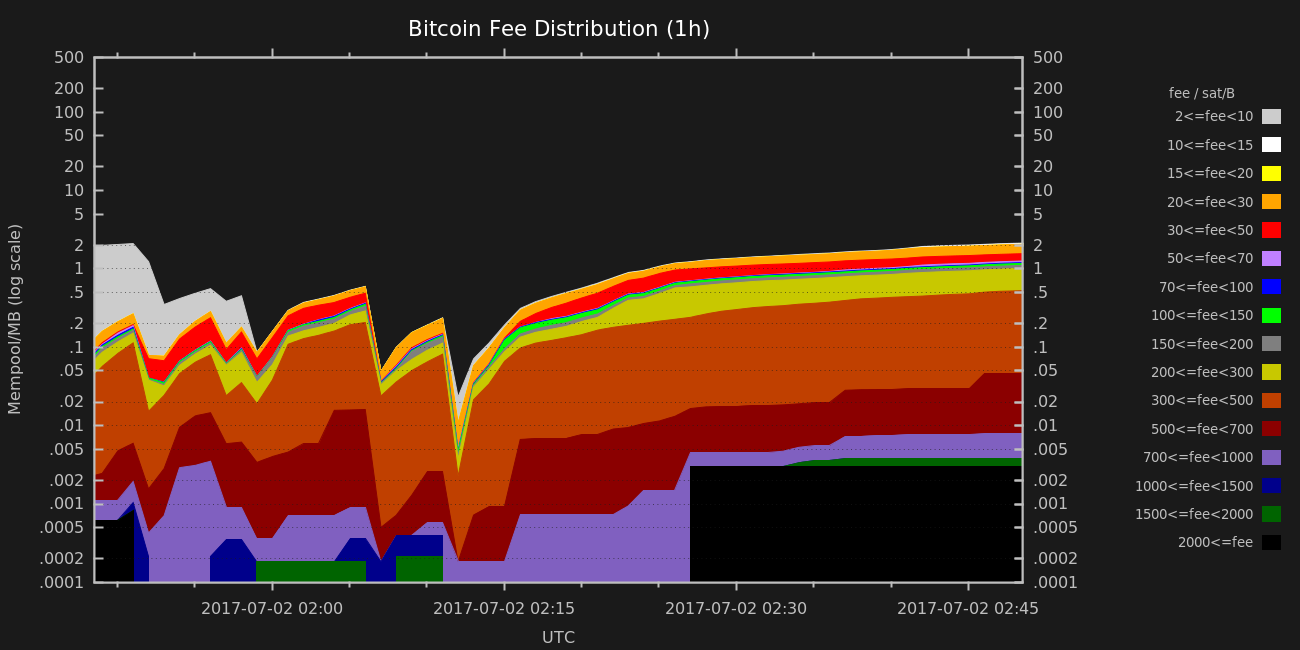 Bitcoin Fee Distribution (1h)
Mempool/MB (log scale)
500
200
100
50
20
10
5
2
1
.5
.2
.1
.05
.02
.01
.005
.002
.001
.0005
.0002
.0001
500
200
100
50
20
10
5
2
1
.5
.2
.1
.05
.02
.01
.005
.002
.001
.0005
.0002
.0001
2017-07-02 02:00
2017-07-02 02:15
2017-07-02 02:30
2017-07-02 02:45
UTC
fee / sat/B
2<=fee<10
10<=fee<15
15<=fee<20
20<=fee<30
30<=fee<50
50<=fee<70
70<=fee<100
100<=fee<150
150<=fee<200
200<=fee<300
300<=fee<500
500<=fee<700
700<=fee<1000
1000<=fee<1500
1500<=fee<2000
2000<=fee